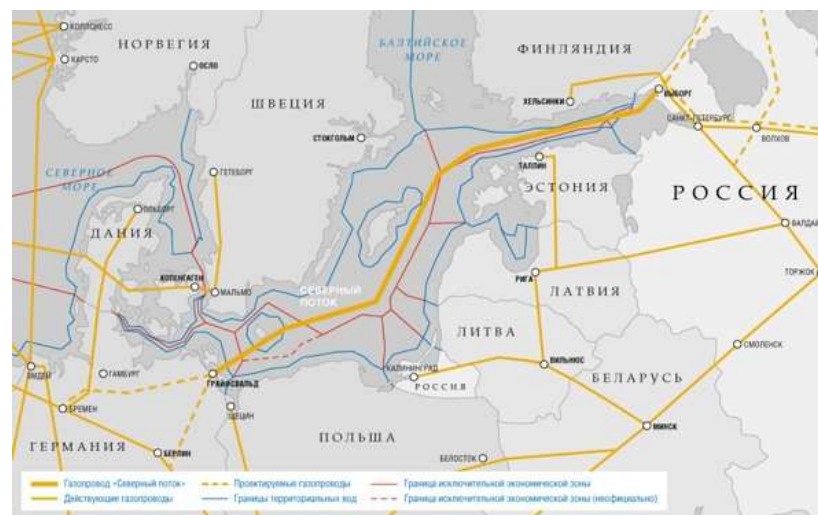 КОЛЛСНЕСС
НОРВЕГИЯ
БАЛТИЙСКОЕ
МОРЕ
ФИНЛЯНДИЯ
КАРСТО
ОСЛО
ХЕЛЬСИНКИ
ВЫБОРГ
ШВЕЦИЯ
САНКТ-ПЕТЕРБУРГ
СТОКГОЛЬМ
ВОЛХОВ
СЕВЕРНОЕ
МОРЕ
ГЕТЕБОРГ
ТАЛЛИН
ЭСТОНИЯ
РОССИЯ
ОЛЬБОРГ
ДАНИЯ
ВАЛДАЙ
КОПЕНГАГЕН
МАЛЬМО
СЕВЕРНЫЙ
ПОТОК
РИГА
ЛАТВИЯ
ТОРЖОК
ЛИТВА
СМОЛЕНСК
КАЛИНИНГРАД
ВИЛЬНЮС
ЭМДЕН
ГАМБУРГ
ГРАЙФСВАЛЬД
РОССИЯ
БЕЛАРУСЬ
БРЕМЕН
ЩЕЦИН
МИНСК
ГЕРМАНИЯ
БЕРЛИН
ПОЛЬША
БЕЛОСТОК
Газопровод «Северный поток»
Проектируемые газопроводы
Граница исключительной экономической зоны
Действующие газопроводы
Границы территориальных вод
Граница исключительной экономической зоны (неофициально)